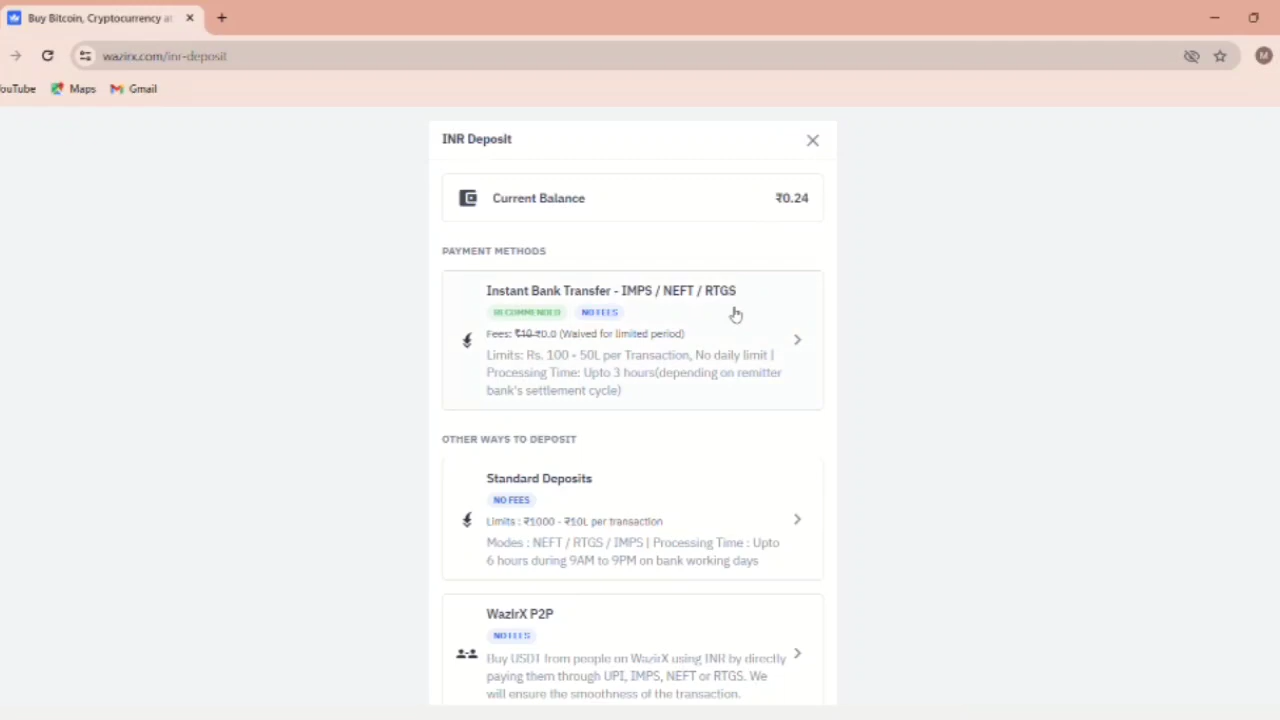 Buy Bitcoin, Cryptocurrency at
wazirx.com/inr-deposit
M
ouTube
Maps
Gmail
INR Deposit
Current Balance
₹0.24
PAYMENT METHODS
Instant Bank Transfer - IMPS / NEFT / RTGS
RECOMMENDED
NO FEES
Fees: ₹10 ₹0.0 (Waived for limited period)
Limits: Rs. 100 - 50L per Transaction, No daily limit |
Processing Time: Upto 3 hours(depending on remitter
bank's settlement cycle)
OTHER WAYS TO DEPOSIT
Standard Deposits
NO FEES
Limits : ₹1000 - ₹10L per transaction
Modes : NEFT / RTGS / IMPS | Processing Time : Upto
6 hours during 9AM to 9PM on bank working days
WazirX P2P
NO FEES
Buy USDT from people on WazirX using INR by directly
paying them through UPI, IMPS, NEFT or RTGS. We
will ensure the smoothness of the transaction.